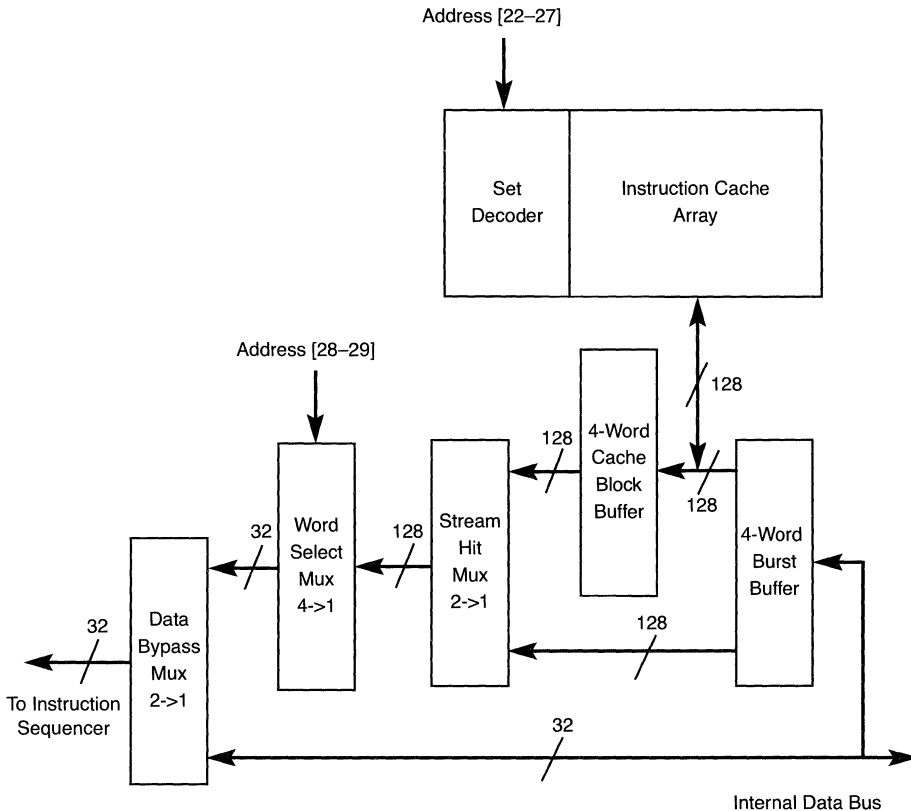 Address [22–27]
Set
Decoder
Instruction Cache
Array
Address [28–29]
128
4-Word
Cache
Block
Buffer
128
128
4-Word
Burst
Buffer
Stream
Hit
Mux
2->1
128
Word
Select
Mux
4->1
32
128
Data
Bypass
Mux
2->1
32
To Instruction
Sequencer
32
Internal Data Bus